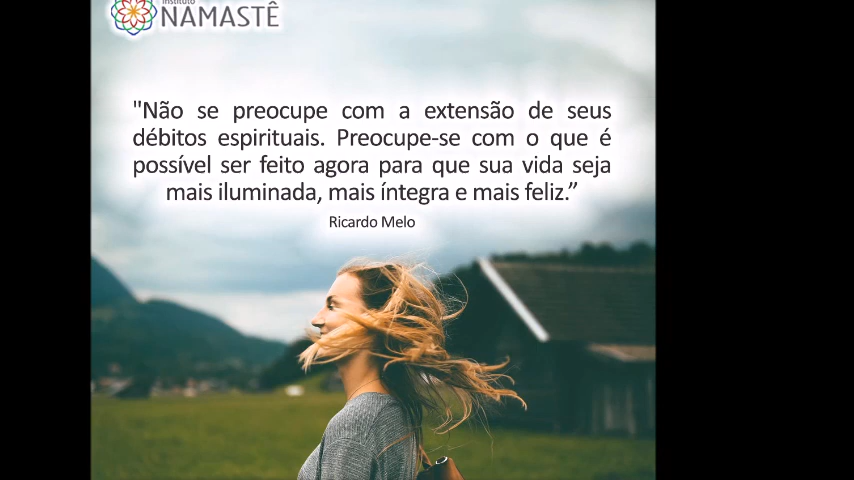 Instituto
NAMASTÊ
"Não se preocupe com a extensão de seus
débitos espirituais. Preocupe-se com o que é
possível ser feito agora para que sua vida seja
mais iluminada, mais íntegra e mais feliz.”
Ricardo Melo